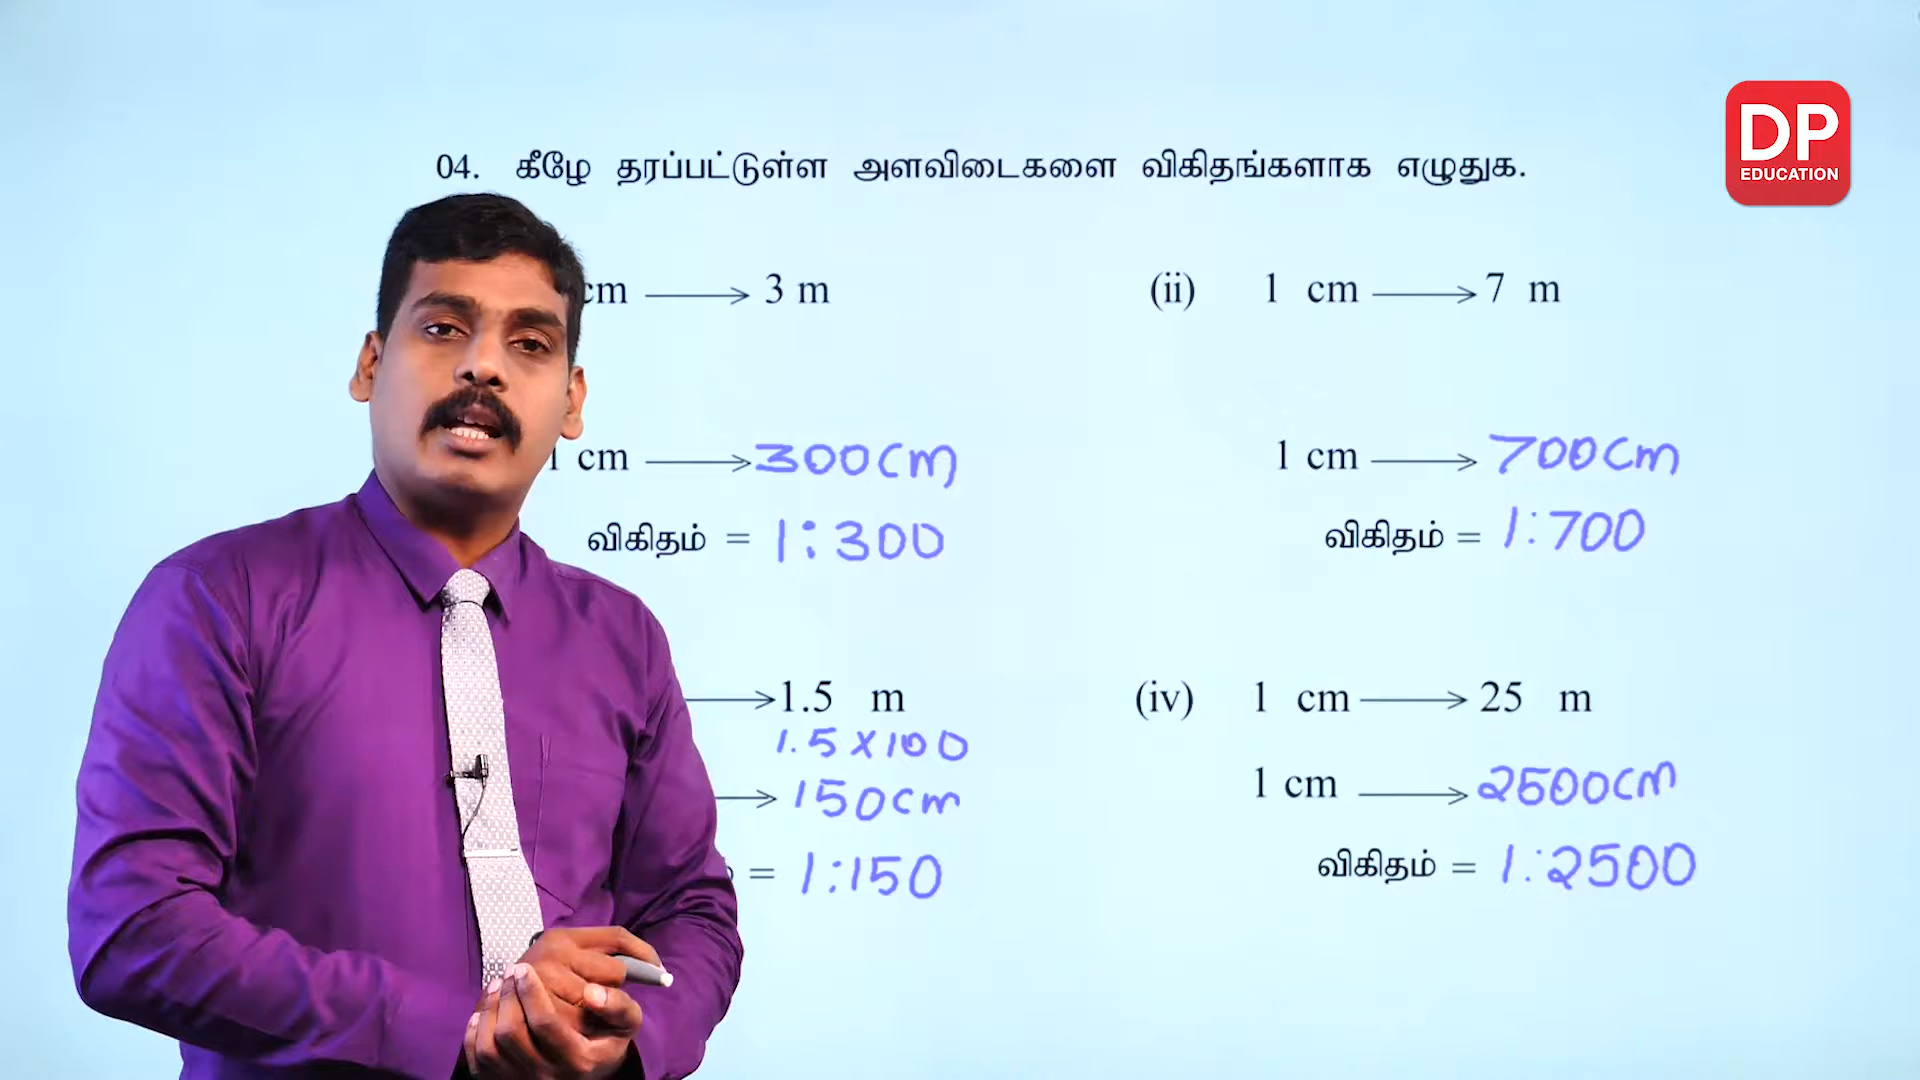 DP
EDUCATION
04. கீழே தரப்பட்டுள்ள அளவிடைகளை விகிதங்களாக எழுதுக.
cm → 3 m
(ii) 1 cm → 7 m
1 cm → 300cm
1 cm → 700cm
விகிதம் = 1:300
விகிதம் = 1:700
→ 1.5 m
(iv) 1 cm → 25 m
1.5 x 100
→ 150cm
1 cm → 2500cm
= 1:150
விகிதம் = 1:2500